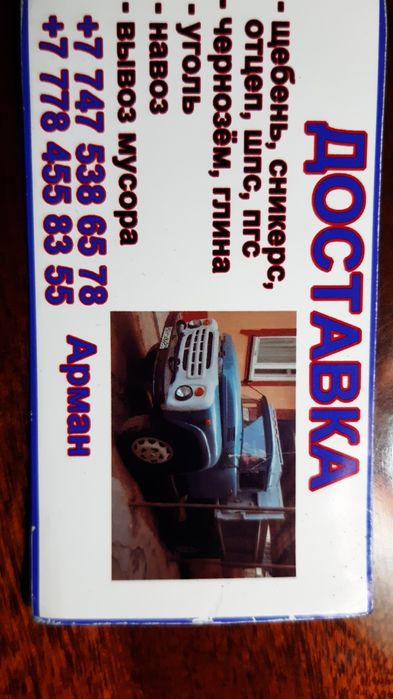 ДОСТАВКА
- щебень, сникерс,
отцеп, шпс, пгс
- чернозём, глина
- уголь
- навоз
- вывоз мусора
+7 747 538 65 78
+7 778 455 83 55 Арман